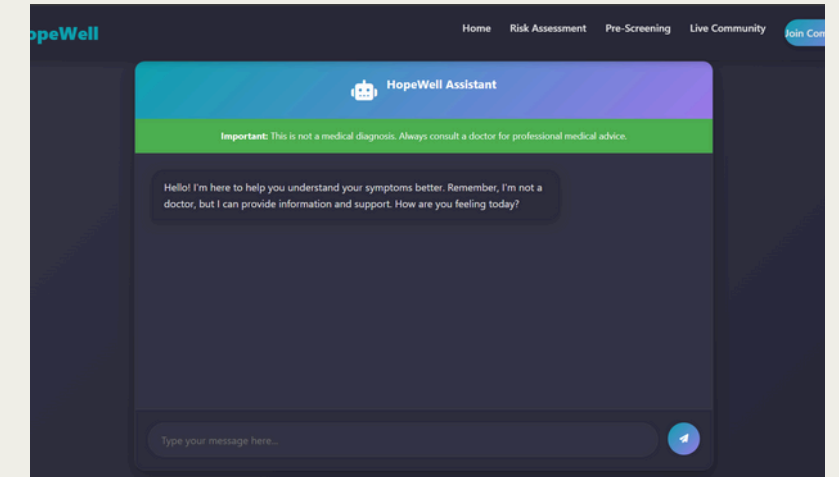 opeWell
Home Risk Assessment Pre-Screening Live Community Join Com
HopeWell Assistant
Important: This is not a medical diagnosis. Always consult a doctor for professional medical advice.
Hello! I'm here to help you understand your symptoms better. Remember, I'm not a
doctor, but I can provide information and support. How are you feeling today?
Type your message here...